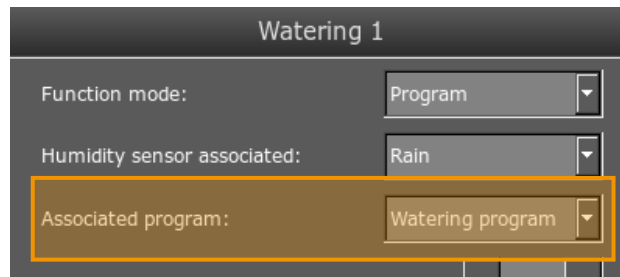 Watering 1
Function mode: Program
Humidity sensor associated: Rain
Associated program: Watering program